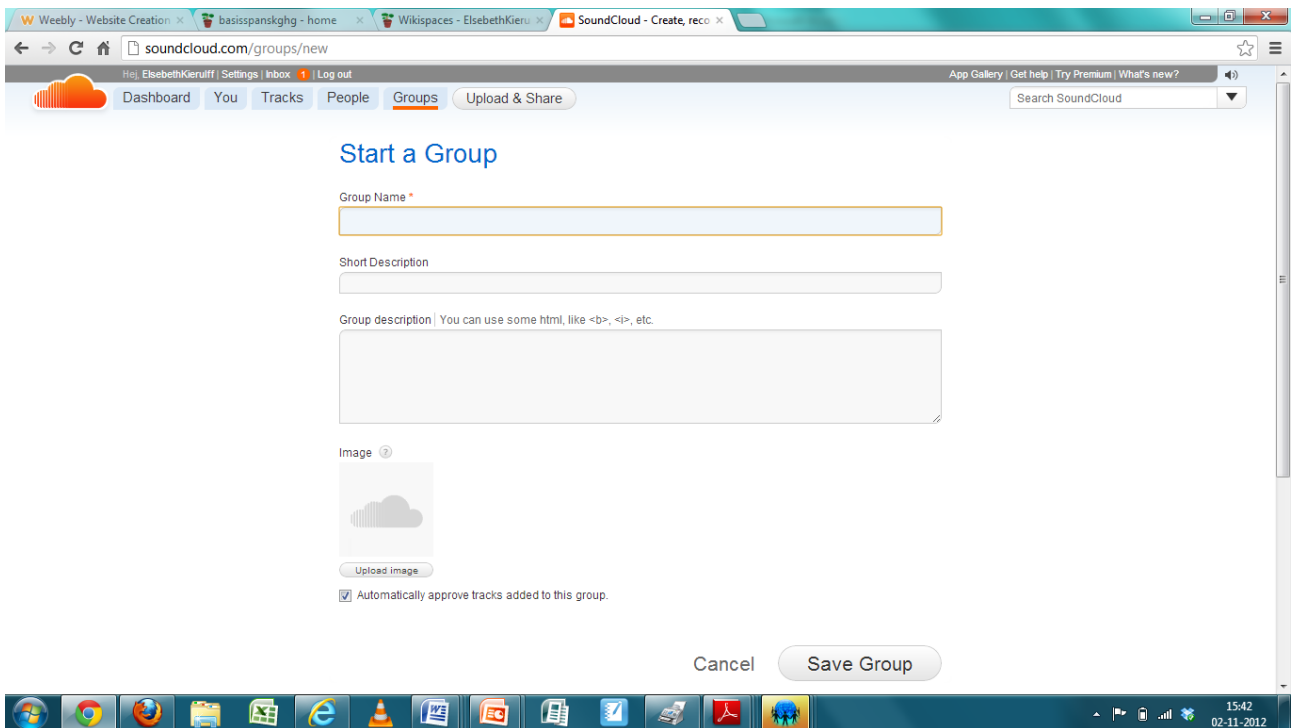 Weebly - Website Creation
basisspanskghg - home
Wikispaces - ElsebethKieru
SoundCloud - Create, reco
soundcloud.com/groups/new
Hej, ElsebethKierulff | Settings | Inbox 1 | Log out
App Gallery | Get help | Try Premium | What's new?
Dashboard You Tracks People Groups Upload & Share
Search SoundCloud
Start a Group
Group Name *
Short Description
Group description | You can use some html, like <b>, <i>, etc.
Image ?
Upload image
Automatically approve tracks added to this group.
Cancel Save Group
15:42
02-11-2012